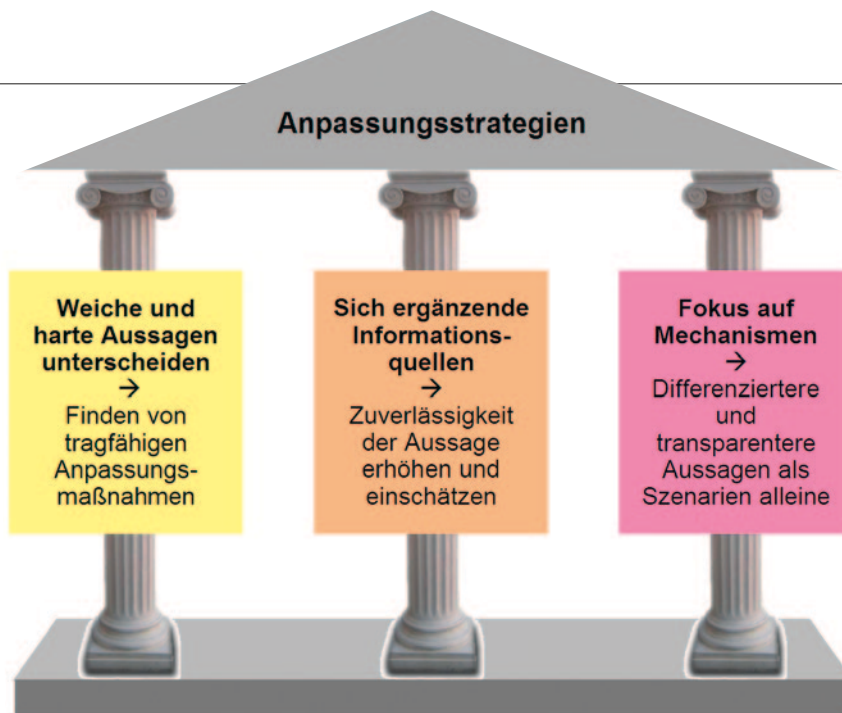 Anpassungsstrategien
Weiche und
harte Aussagen
unterscheiden
→
Finden von
tragfähigen
Anpassungs-
maßnahmen
Sich ergänzende
Informations-
quellen
→
Zuverlässigkeit
der Aussage
erhöhen und
einschätzen
Fokus auf
Mechanismen
→
Differenziertere
und
transparentere
Aussagen als
Szenarien alleine